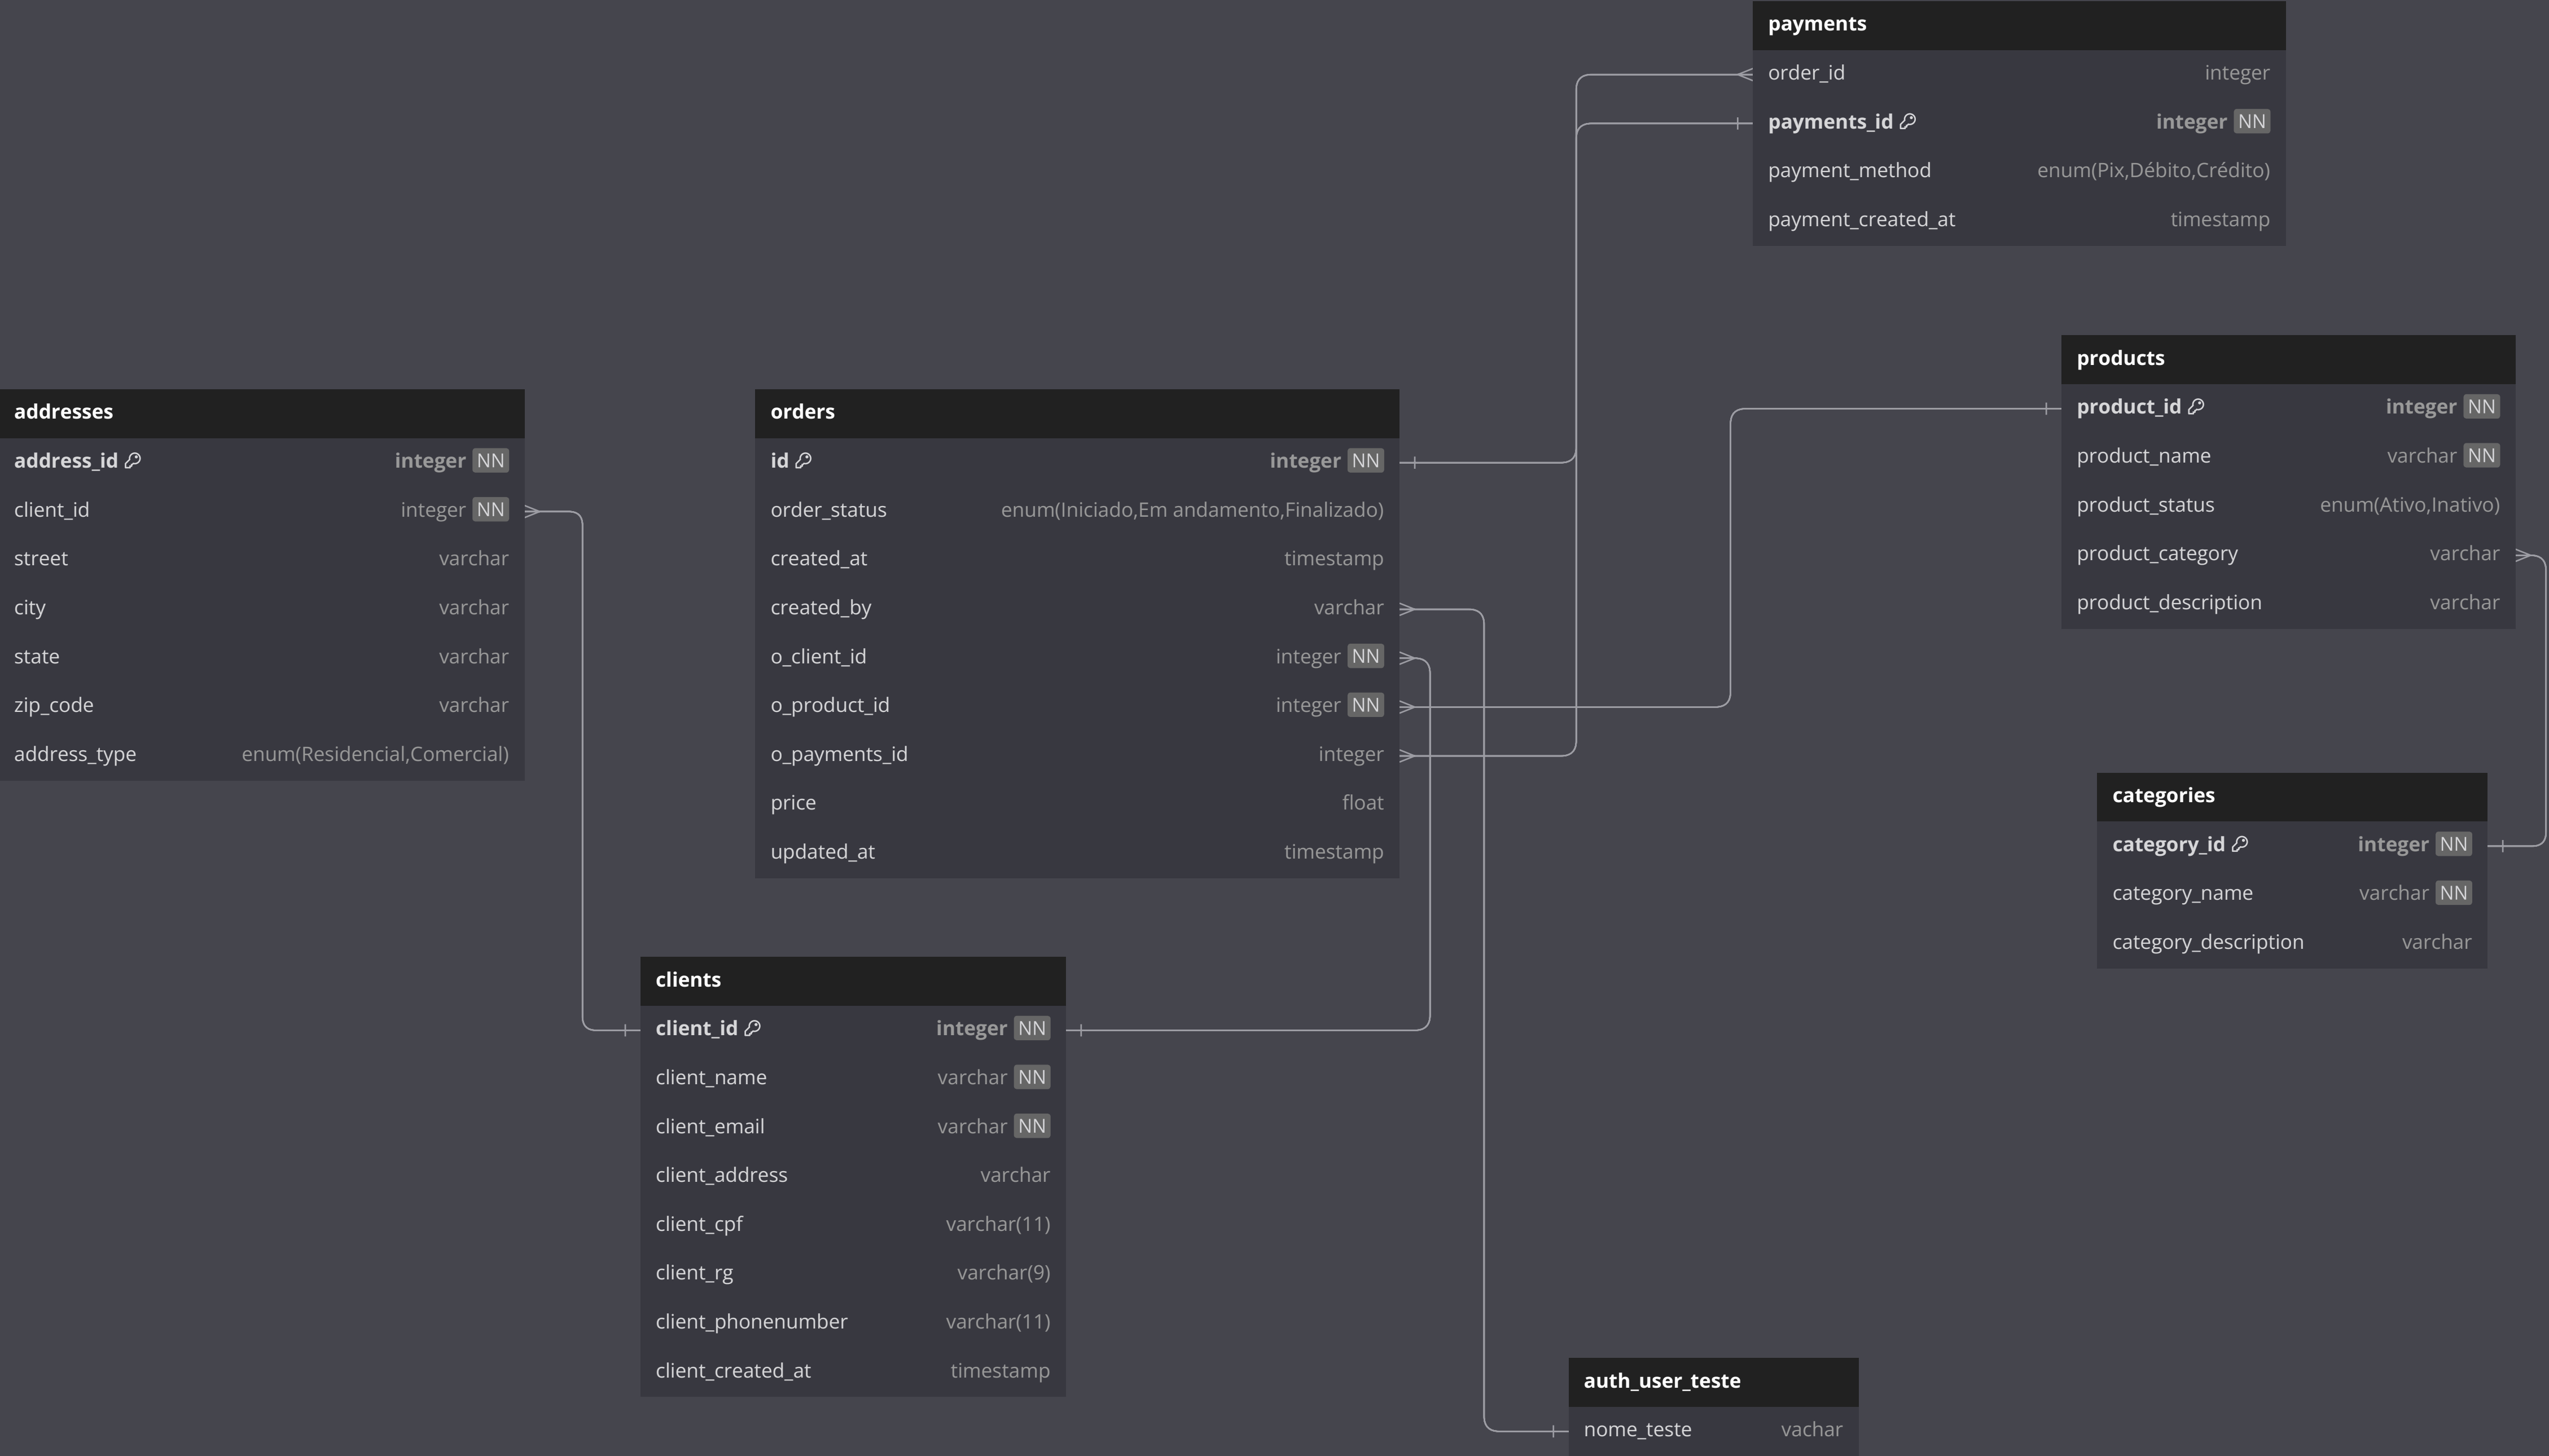 payments
order_id integer
payments_id integer NN
payment_method enum(Pix,Débito,Crédito)
payment_created_at timestamp
products
product_id integer NN
product_name varchar NN
product_status enum(Ativo,Inativo)
product_category varchar
product_description varchar
addresses
address_id integer NN
client_id integer NN
street varchar
city varchar
state varchar
zip_code varchar
address_type enum(Residencial,Comercial)
orders
id integer NN
order_status enum(Iniciado,Em andamento,Finalizado)
created_at timestamp
created_by varchar
o_client_id integer NN
o_product_id integer NN
o_payments_id integer
price float
updated_at timestamp
categories
category_id integer NN
category_name varchar NN
category_description varchar
clients
client_id integer NN
client_name varchar NN
client_email varchar NN
client_address varchar
client_cpf varchar(11)
client_rg varchar(9)
client_phonenumber varchar(11)
client_created_at timestamp
auth_user_teste
nome_teste vachar